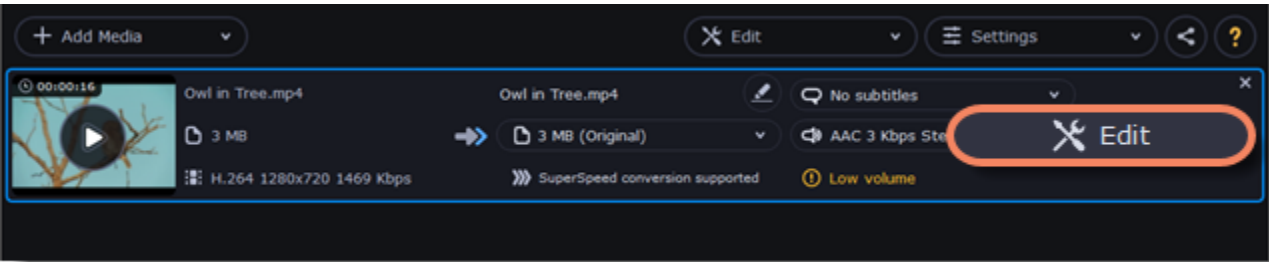 Add Media
Edit
Settings
?
00:00:16
Owl in Tree.mp4
Owl in Tree.mp4
No subtitles
3 MB
3 MB (Original)
AAC 3 Kbps Ste
Edit
H.264 1280x720 1469 Kbps
SuperSpeed conversion supported
Low volume